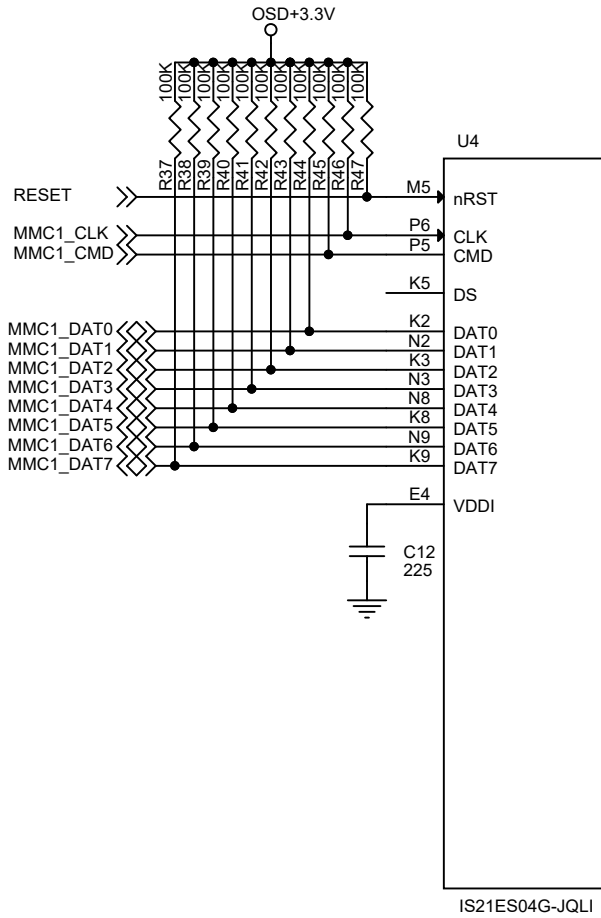 OSD+3.3V
100K
100K
100K
100K
100K
100K
100K
100K
100K
100K
100K
R37
R38
R39
R40
R41
R42
R43
R44
R45
R46
R47
U4
RESET
M5
nRST
MMC1_CLK
P6
CLK
MMC1_CMD
P5
CMD
K5
DS
MMC1_DAT0
K2
DAT0
MMC1_DAT1
N2
DAT1
MMC1_DAT2
K3
DAT2
MMC1_DAT3
N3
DAT3
MMC1_DAT4
N8
DAT4
MMC1_DAT5
K8
DAT5
MMC1_DAT6
N9
DAT6
MMC1_DAT7
K9
DAT7
E4
VDDI
C12
225
IS21ES04G-JQLI